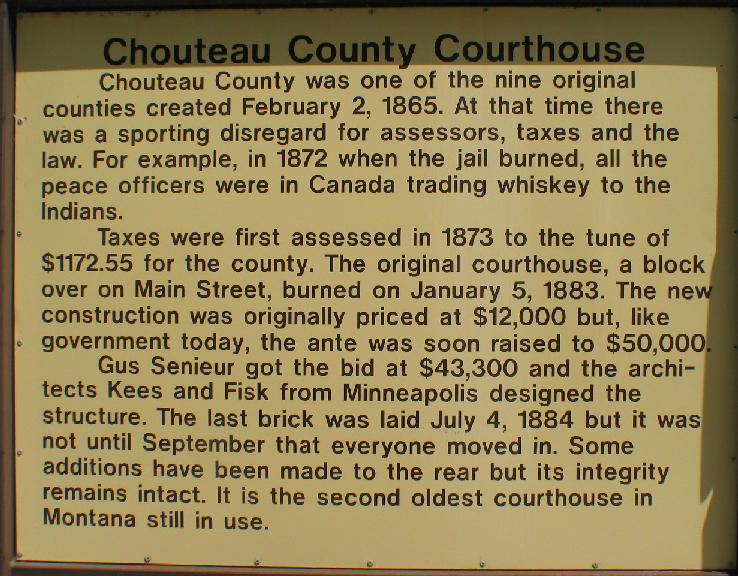 Chouteau County Courthouse
Chouteau County was one of the nine original
counties created February 2, 1865. At that time there
was a sporting disregard for assessors, taxes and the
law. For example, in 1872 when the jail burned, all the
peace officers were in Canada trading whiskey to the
Indians.
Taxes were first assessed in 1873 to the tune of
$1172.55 for the county. The original courthouse, a block
over on Main Street, burned on January 5, 1883. The new
construction was originally priced at $12,000 but, like
government today, the ante was soon raised to $50,000.
Gus Senieur got the bid at $43,300 and the archi-
tects Kees and Fisk from Minneapolis designed the
structure. The last brick was laid July 4, 1884 but it was
not until September that everyone moved in. Some
additions have been made to the rear but its integrity
remains intact. It is the second oldest courthouse in
Montana still in use.